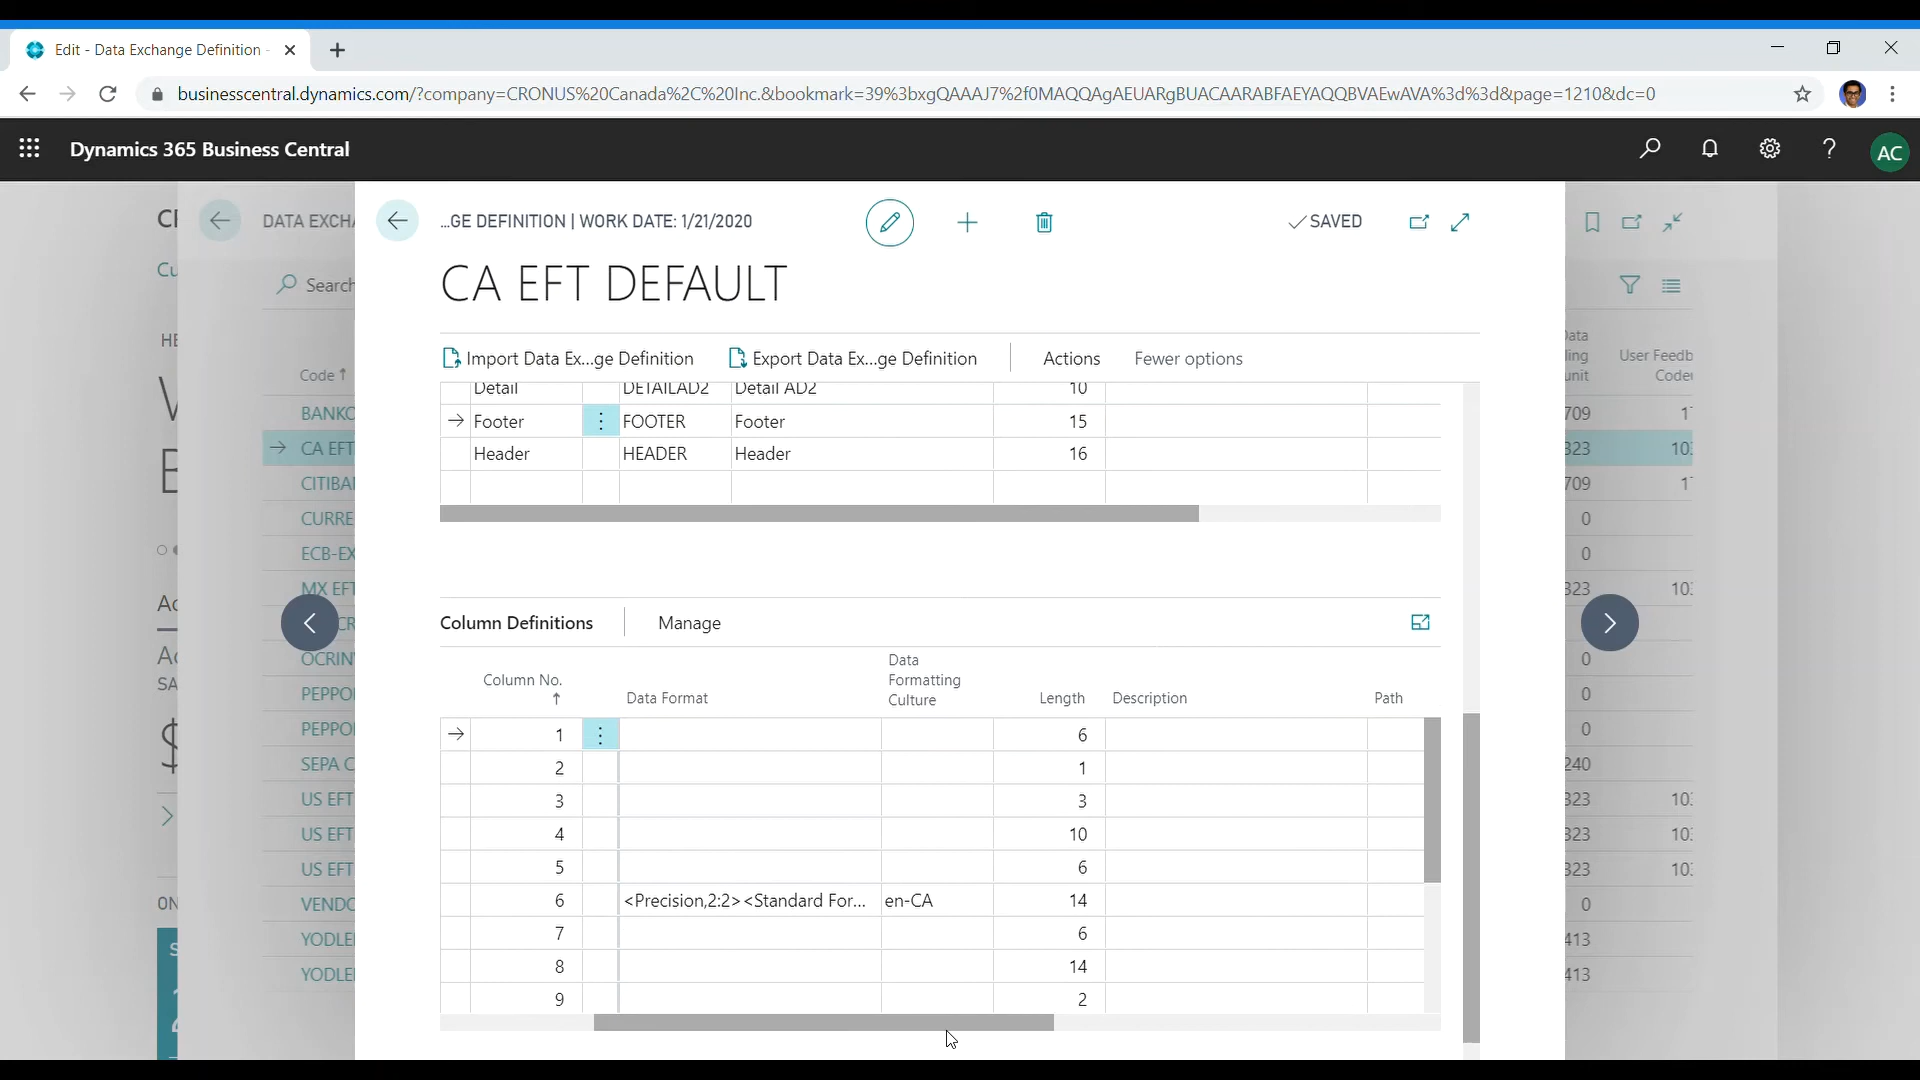 Edit - Data Exchange Definition -
businesscentral.dynamics.com/?company=CRONUS%20Canada%2C%20Inc.&bookmark=39%3bxgQAAAJ7%2f0MAQQAgAEUARgBUACAARABFAEYAQQBVAEwAVA%3d%3d&page=1210&dc=0
Dynamics 365 Business Central
AC
...GE DEFINITION | WORK DATE: 1/21/2020
SAVED
CA EFT DEFAULT
Import Data Ex...ge Definition Export Data Ex...ge Definition Actions Fewer options
Detail DETAILAD2 Detail AD2 10
Footer FOOTER Footer 15
Header HEADER Header 16
Column Definitions Manage
Column No. Data Format Data Formatting Culture Length Description Path
1 6
2 1
3 3
4 10
5 6
6 <Precision,2:2><Standard For... en-CA 14
7 6
8 14
9 2
DATA EXCHA
Search
Code
BANKC
CA EFT
CITIBA
CURRE
ECB-EX
MX EFT
OCRIN
PEPPO
PEPPO
SEPA C
US EFT
US EFT
US EFT
VENDO
YODLE
YODLE
User Feedb
Code
709
323
709
0
0
323
0
0
0
240
323
323
323
0
413
413